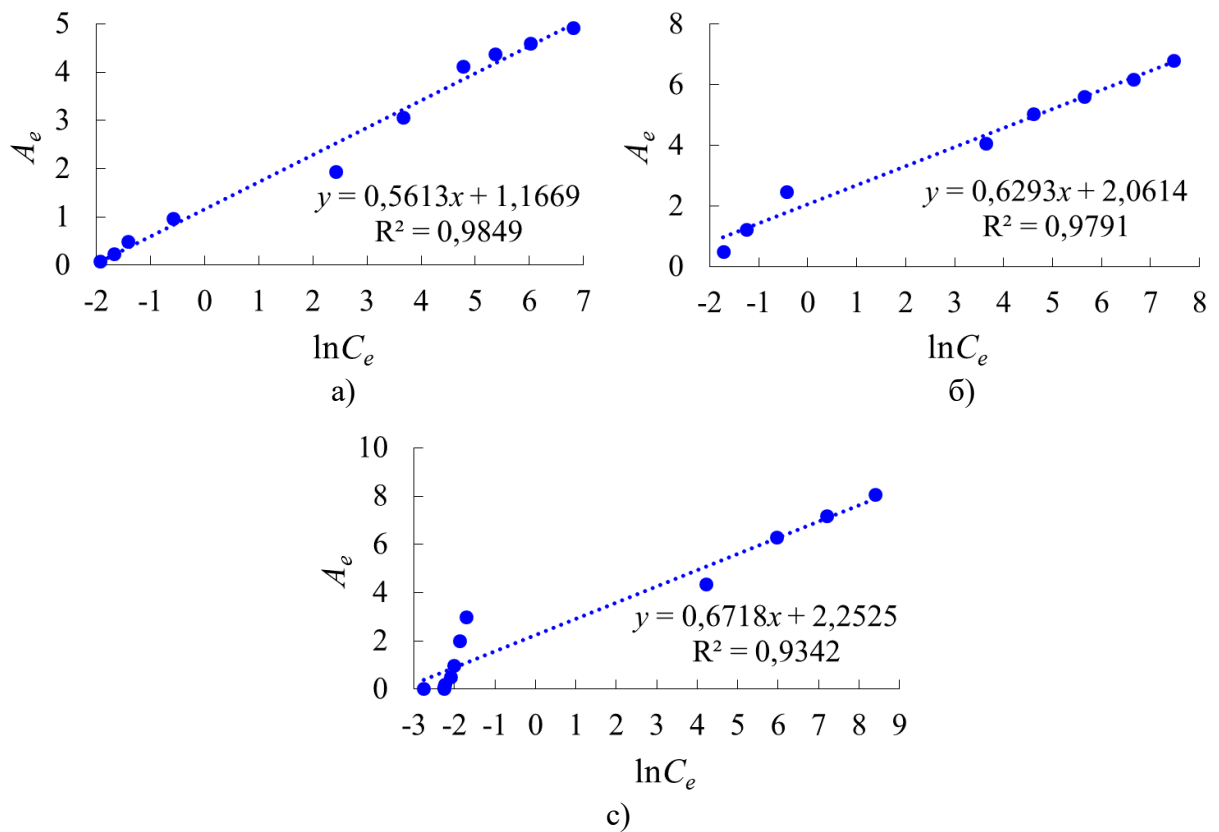 5
4
3
2
1
0
A_e
y = 0,5613x + 1,1669
R² = 0,9849
-2 -1 0 1 2 3 4 5 6 7
lnC_e
а)
8
6
4
2
0
A_e
y = 0,6293x + 2,0614
R² = 0,9791
-2 -1 0 1 2 3 4 5 6 7 8
lnC_e
б)
10
8
6
4
2
0
A_e
y = 0,6718x + 2,2525
R² = 0,9342
-3 -2 -1 0 1 2 3 4 5 6 7 8 9
lnC_e
с)